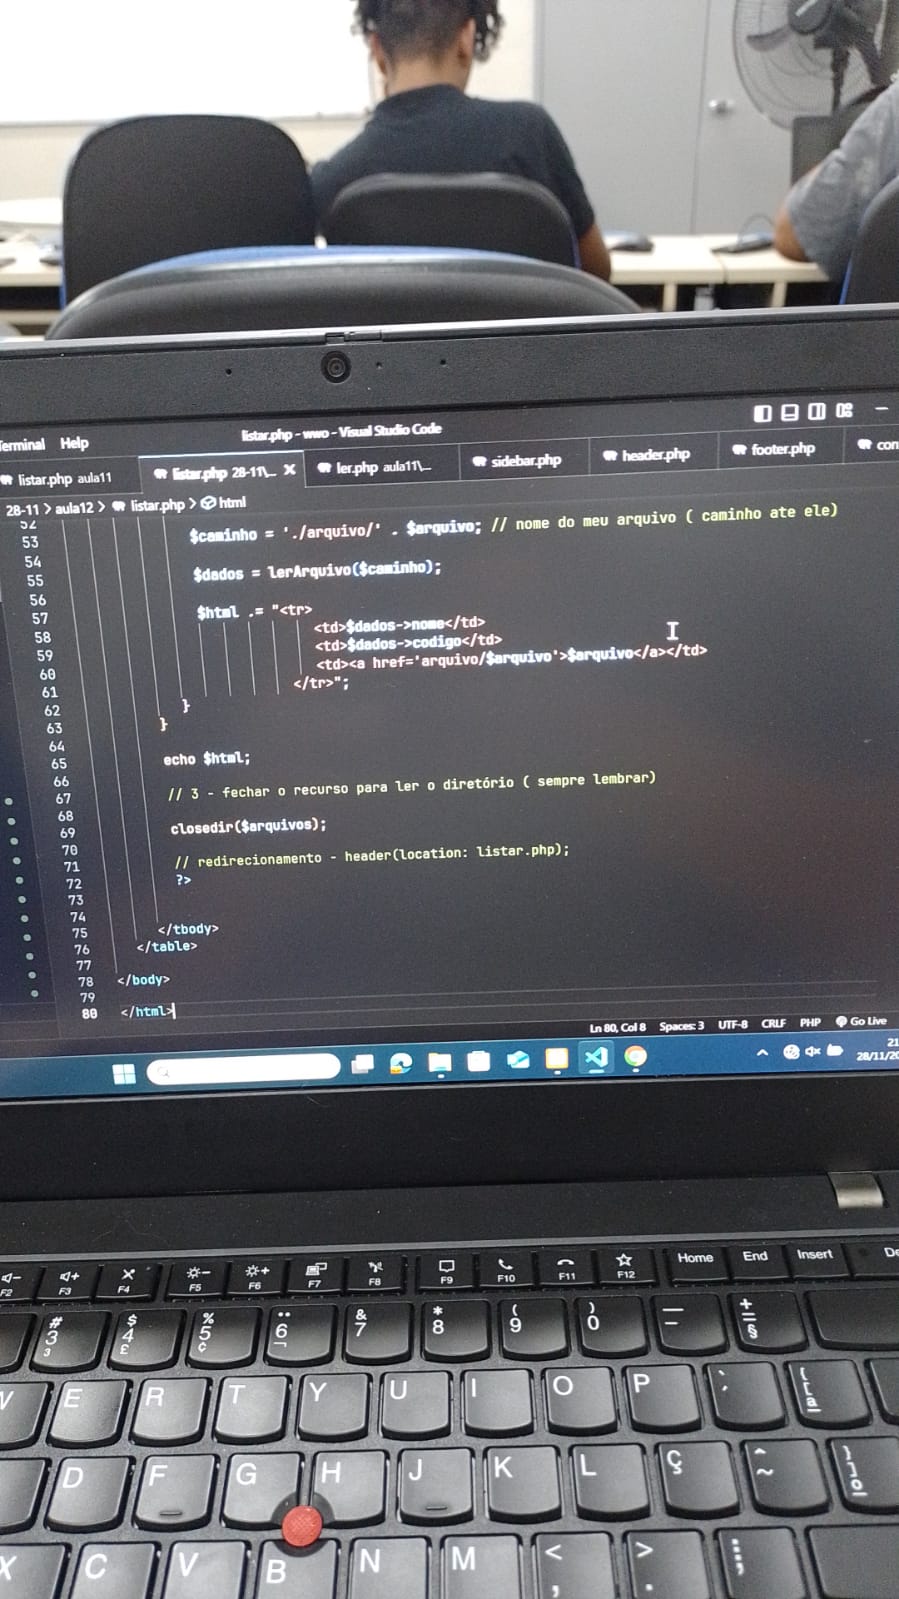 Terminal Help
listar.php - wwo - Visual Studio Code
listar.php aula11
listar.php 28-11\...
ler.php aula11\...
sidebar.php
header.php
footer.php
28-11 > aula12 > listar.php > html
52
53 $caminho = './arquivo/' . $arquivo; // nome do meu arquivo ( caminho ate ele)
54
55 $dados = lerArquivo($caminho);
56
57 $html .= "<tr>
58 <td>$dados->nome</td>
59 <td>$dados->codigo</td>
60 <td><a href='arquivo/$arquivo'>$arquivo</a></td>
61 </tr>";
62 }
63 }
64
65 echo $html;
66
67 // 3 - fechar o recurso para ler o diretório ( sempre lembrar)
68
69 closedir($arquivos);
70
71 // redirecionamento - header(location: listar.php);
72 ?>
73
74
75 </tbody>
76 </table>
77
78 </body>
79
80 </html>
Ln 80, Col 8 Spaces: 3 UTF-8 CRLF PHP Go Live
F2 F3 F4 F5 F6 F7 F8 F9 F10 F11 F12 Home End Insert
# 3 ³ $ 4 £ % 5 ¢ ¨ 6 ¬ & 7 * 8 ( 9 ) 0 _ - + = §
E R T Y U I O P ` ´ { [ ª
D F G H J K L Ç ^ ~ } ] º
X C V B N M < , > . : ;